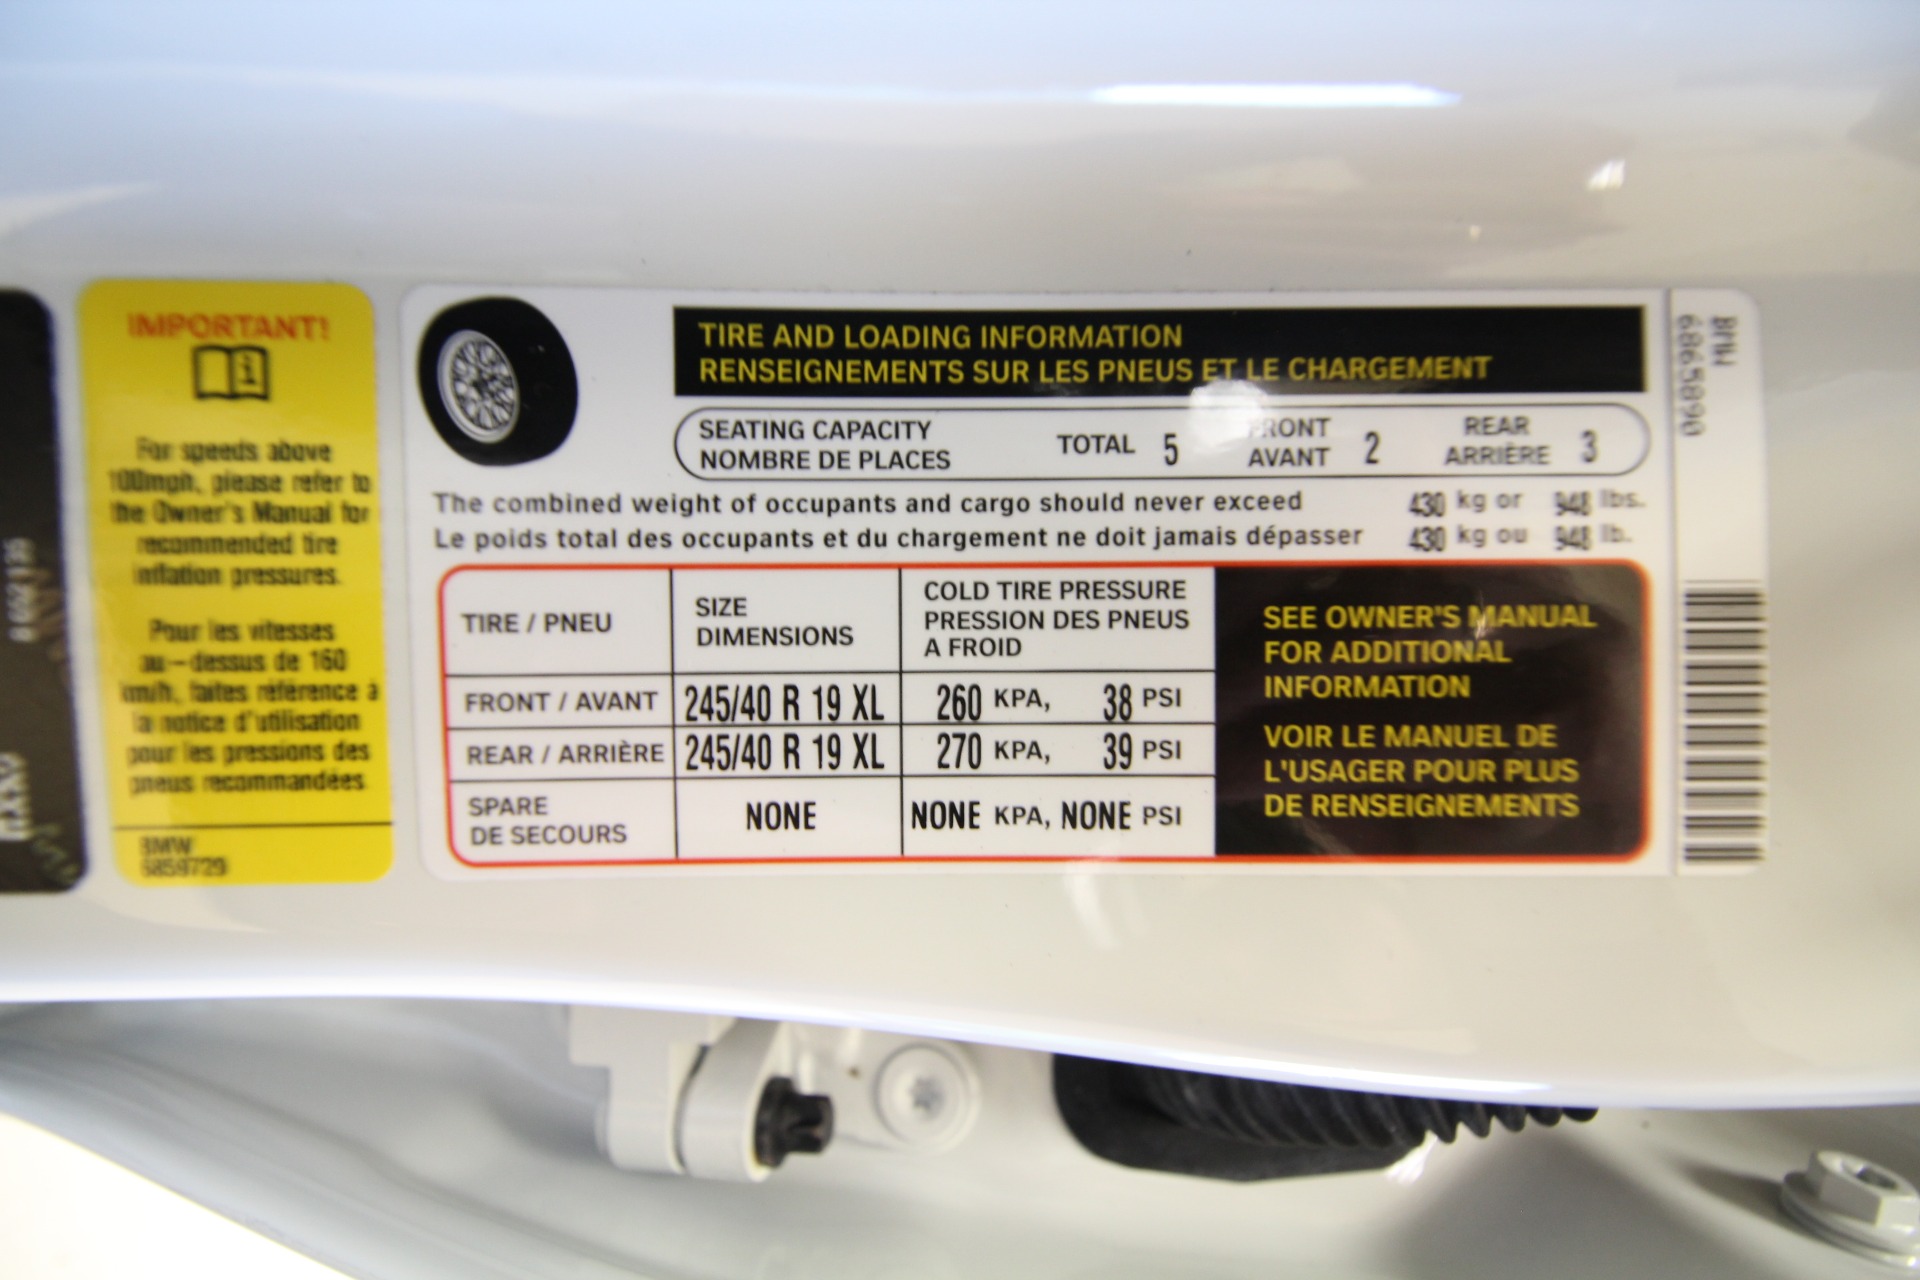 IMPORTANT!
For speeds above
100mph, please refer to
the Owner's Manual for
recommended tire
inflation pressures.
Pour les vitesses
au-dessus de 160
km/h, faites référence à
la notice d'utilisation
pour les pressions des
pneus recommandées
BMW
6859729
TIRE AND LOADING INFORMATION
RENSEIGNEMENTS SUR LES PNEUS ET LE CHARGEMENT
SEATING CAPACITY
NOMBRE DE PLACES
TOTAL 5
FRONT
AVANT 2
REAR
ARRIÈRE 3
The combined weight of occupants and cargo should never exceed 430 kg or 948 lbs.
Le poids total des occupants et du chargement ne doit jamais dépasser 430 kg ou 948 lb.
TIRE / PNEU
SIZE
DIMENSIONS
COLD TIRE PRESSURE
PRESSION DES PNEUS
A FROID
FRONT / AVANT 245/40 R 19 XL 260 KPA, 38 PSI
REAR / ARRIÈRE 245/40 R 19 XL 270 KPA, 39 PSI
SPARE
DE SECOURS
NONE NONE KPA, NONE PSI
SEE OWNER'S MANUAL
FOR ADDITIONAL
INFORMATION
VOIR LE MANUEL DE
L'USAGER POUR PLUS
DE RENSEIGNEMENTS
BMW
6865890